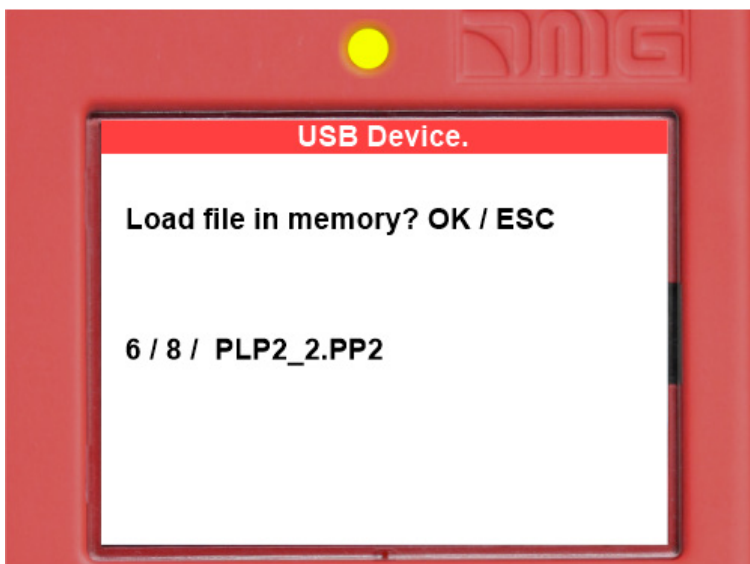 DMG
USB Device.
Load file in memory? OK / ESC
6 / 8 / PLP2_2.PP2